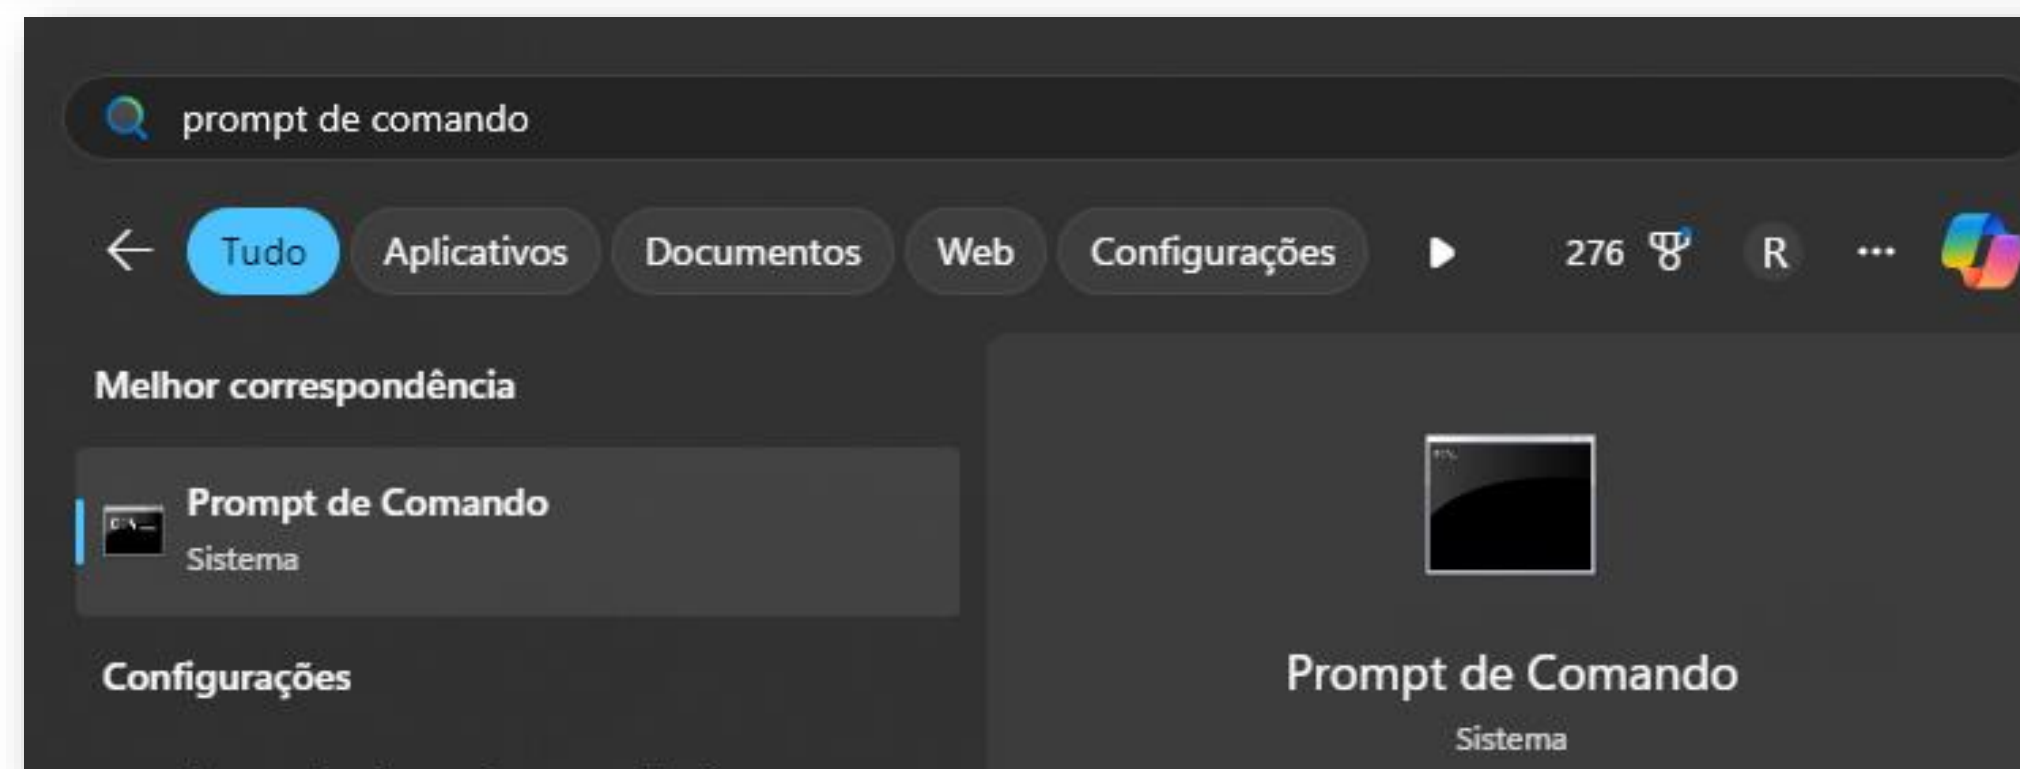 prompt de comando
Tudo Aplicativos Documentos Web Configurações 276 R ...
Melhor correspondência
Prompt de Comando
Sistema
Configurações
Prompt de Comando
Sistema